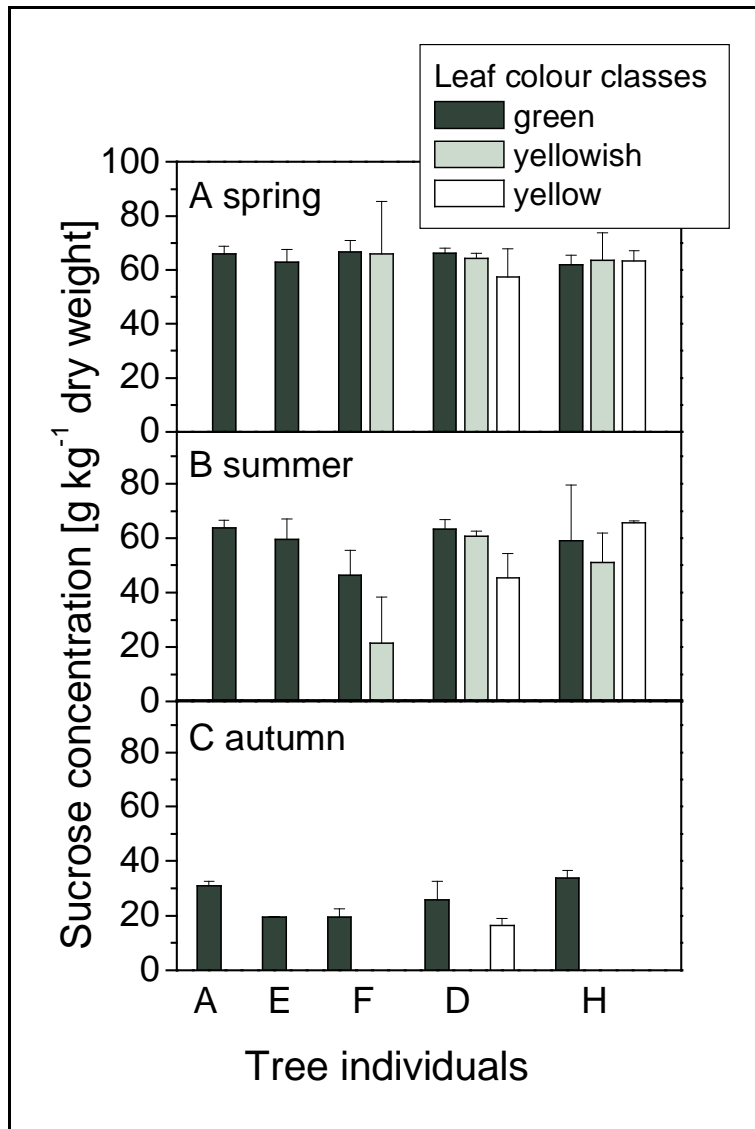 Leaf colour classes
green
yellowish
yellow
Sucrose concentration [g kg⁻¹ dry weight]
A spring
100
80
60
40
20
0
B summer
80
60
40
20
0
C autumn
80
60
40
20
0
A E F D H
Tree individuals